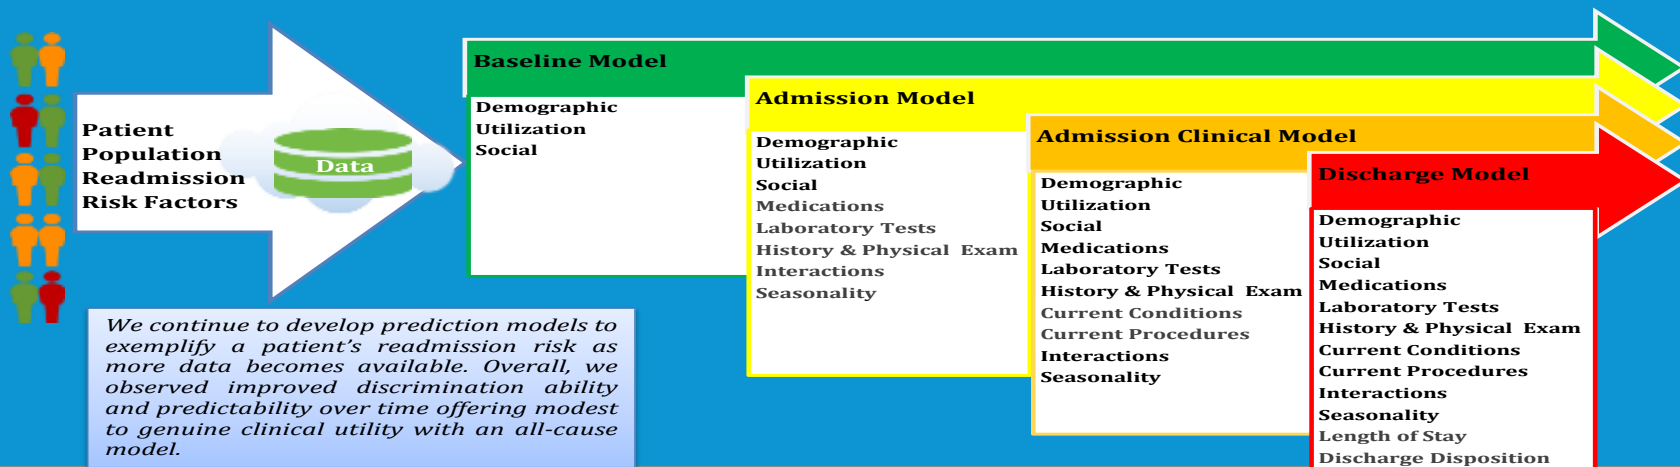 Patient
Population
Readmission
Risk Factors
Data
We continue to develop prediction models to
exemplify a patient's readmission risk as
more data becomes available. Overall, we
observed improved discrimination ability
and predictability over time offering modest
to genuine clinical utility with an all-cause
model.
Baseline Model
Demographic
Utilization
Social
Admission Model
Demographic
Utilization
Social
Medications
Laboratory Tests
History & Physical Exam
Interactions
Seasonality
Admission Clinical Model
Demographic
Utilization
Social
Medications
Laboratory Tests
History & Physical Exam
Current Conditions
Current Procedures
Interactions
Seasonality
Discharge Model
Demographic
Utilization
Social
Medications
Laboratory Tests
History & Physical Exam
Current Conditions
Current Procedures
Interactions
Seasonality
Length of Stay
Discharge Disposition